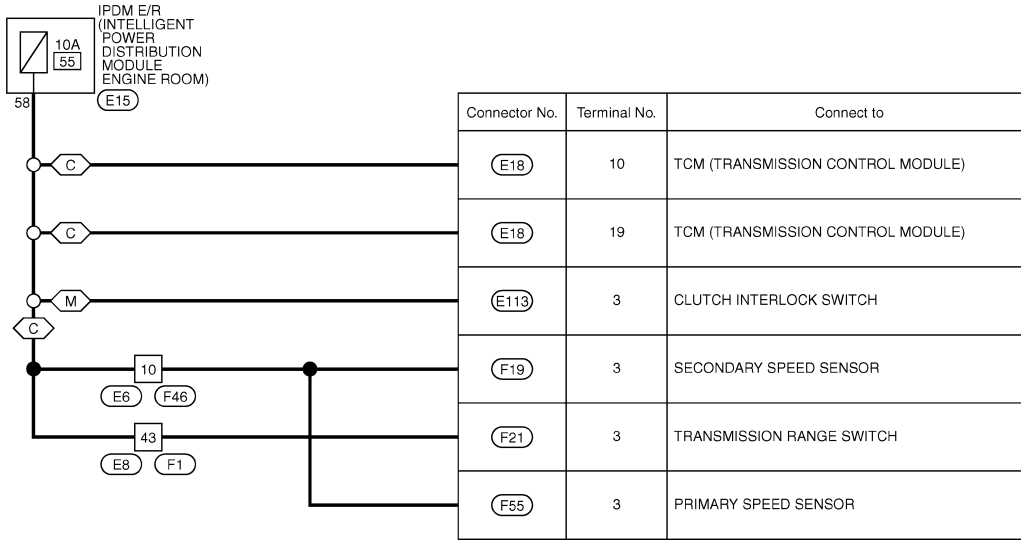 IPDM E/R
(INTELLIGENT
POWER
DISTRIBUTION
MODULE
ENGINE ROOM)
10A
55
58
E15
Connector No. Terminal No. Connect to
C E18 10 TCM (TRANSMISSION CONTROL MODULE)
C E18 19 TCM (TRANSMISSION CONTROL MODULE)
M E113 3 CLUTCH INTERLOCK SWITCH
C
10 F19 3 SECONDARY SPEED SENSOR
E6 F46
43 F21 3 TRANSMISSION RANGE SWITCH
E8 F1
F55 3 PRIMARY SPEED SENSOR